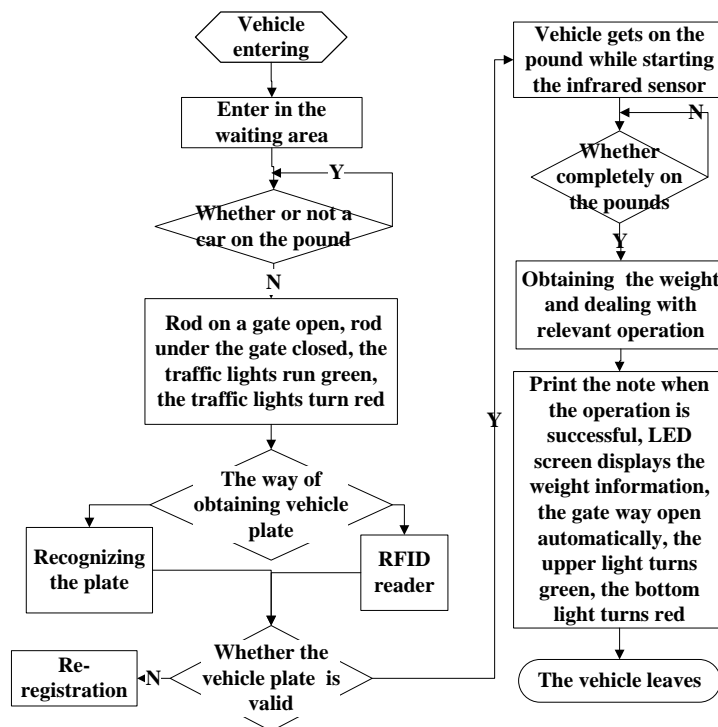 Vehicle
entering
Enter in the
waiting area
Y
Whether or not a
car on the pound
N
Rod on a gate open, rod
under the gate closed, the
traffic lights run green,
the traffic lights turn red
The way of
obtaining vehicle
plate
Recognizing
the plate
RFID
reader
Whether the
vehicle plate is
valid
N
Re-
registration
Y
Vehicle gets on the
pound while starting
the infrared sensor
N
Whether
completely on
the pounds
Y
Obtaining the weight
and dealing with
relevant operation
Print the note when
the operation is
successful, LED
screen displays the
weight information,
the gate way open
automatically, the
upper light turns
green, the bottom
light turns red
The vehicle leaves